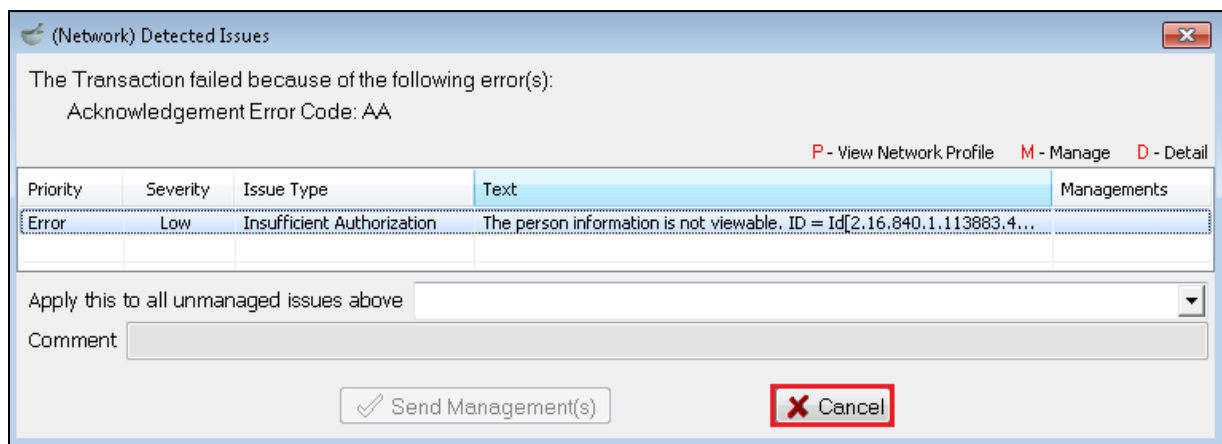 (Network) Detected Issues
The Transaction failed because of the following error(s):
Acknowledgement Error Code: AA
P - View Network Profile M - Manage D - Detail
Priority Severity Issue Type Text Managements
Error Low Insufficient Authorization The person information is not viewable. ID = Id[2.16.840.1.113883.4...
Apply this to all unmanaged issues above
Comment
Send Management(s) Cancel